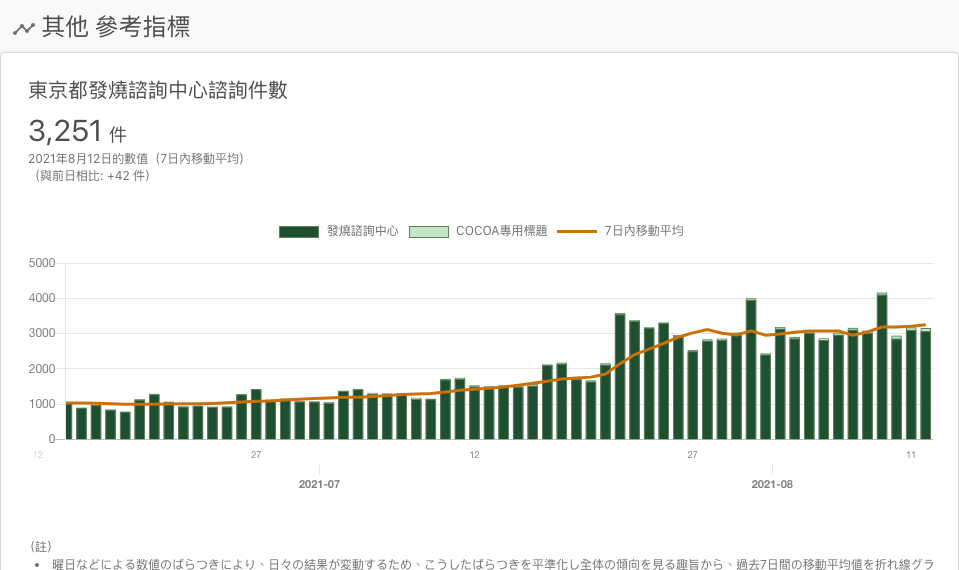 其他 參考指標
東京都發燒諮詢中心諮詢件數
3,251 件
2021年8月12日的數值（7日內移動平均）
（與前日相比: +42 件）
發燒諮詢中心 COCOA專用標題 7日內移動平均
5000
4000
3000
2000
1000
0
12 27 12 27 11
2021-07 2021-08
（註）
• 曜日などによる数値のばらつきにより、日々の結果が変動するため、こうしたばらつきを平準化し全体の傾向を見る趣旨から、過去7日間の移動平均値を折れ線グラ